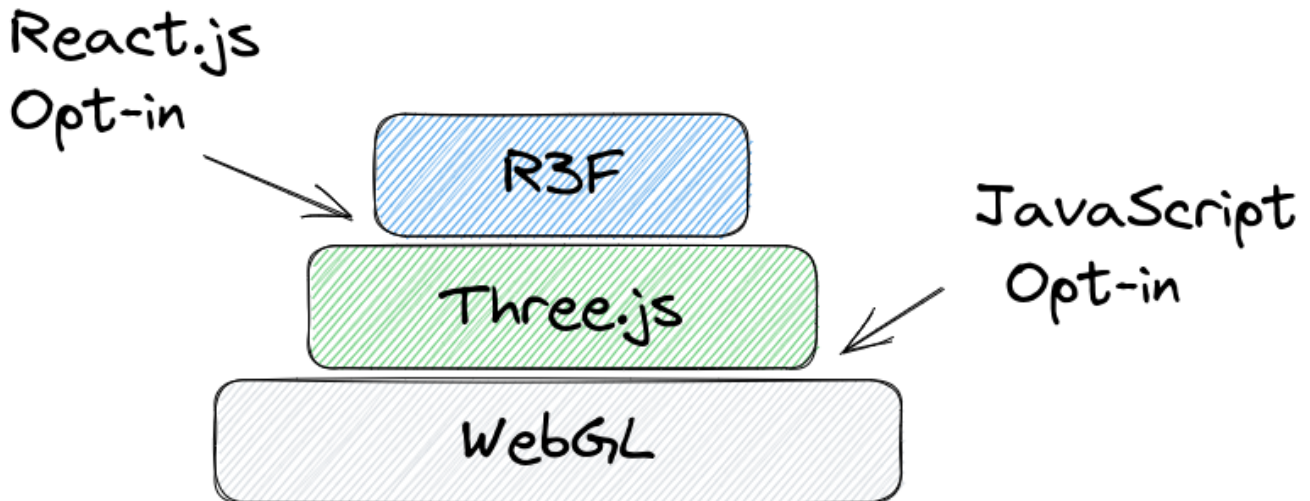 React.js
Opt-in
R3F
JavaScript
Opt-in
Three.js
WebGL